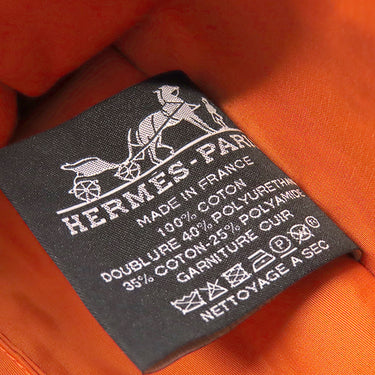 HERMES-PARI
MADE IN FRANCE
100% COTON
DOUBLURE 40% POLYURETHAN
35% COTON-25% POLYAMIDE
GARNITURE CUIR
NETTOYAGE A SEC